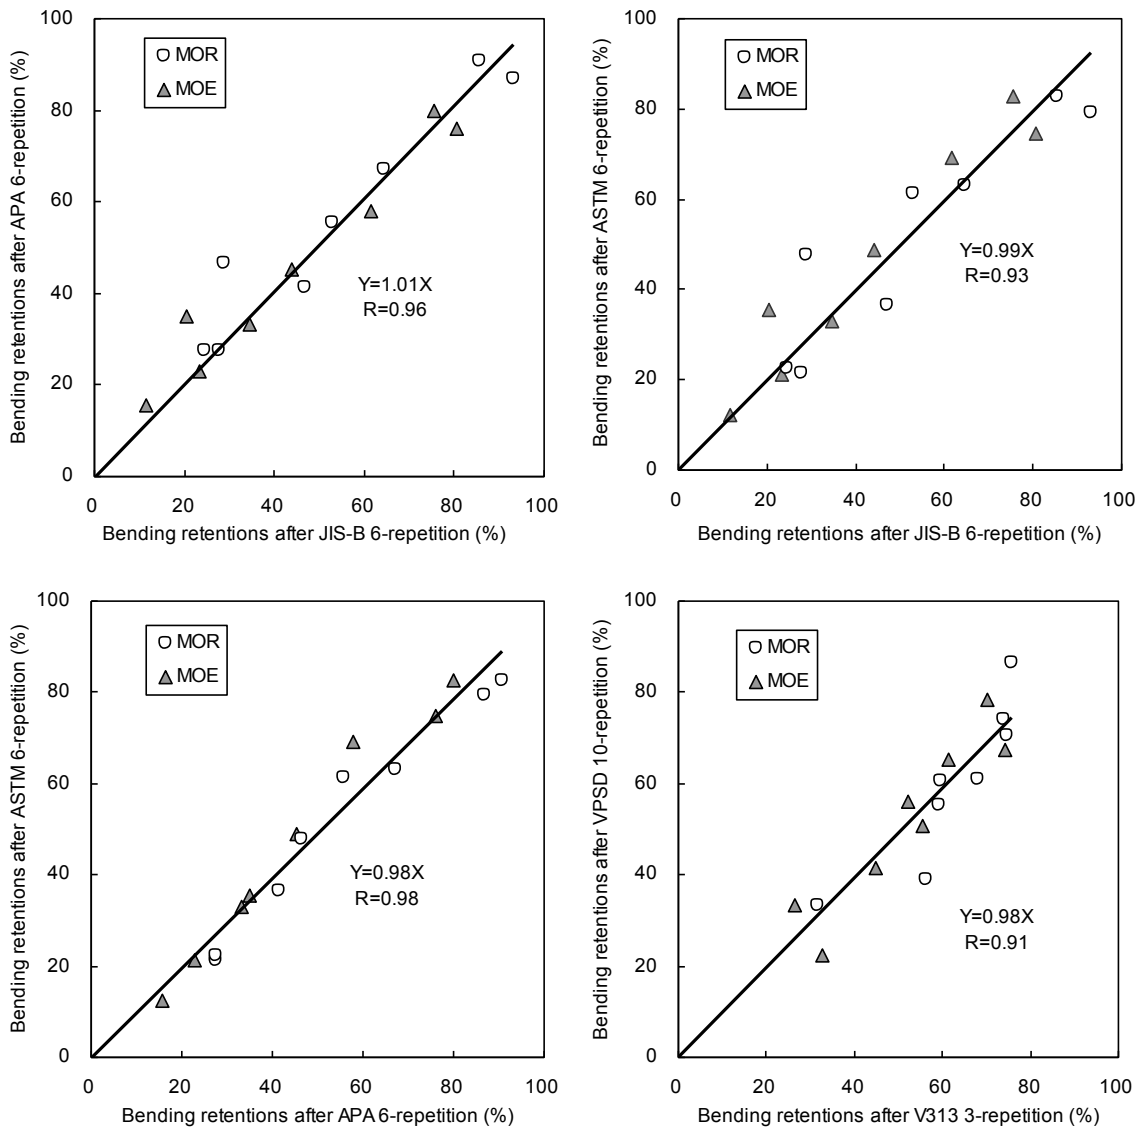 Bending retentions after APA 6-repetition (%)
100
80
60
40
20
0
MOR
MOE
Y=1.01X
R=0.96
0 20 40 60 80 100
Bending retentions after JIS-B 6-repetition (%)
Bending retentions after ASTM 6-repetition (%)
100
80
60
40
20
0
MOR
MOE
Y=0.99X
R=0.93
0 20 40 60 80 100
Bending retentions after JIS-B 6-repetition (%)
Bending retentions after ASTM 6-repetition (%)
100
80
60
40
20
0
MOR
MOE
Y=0.98X
R=0.98
0 20 40 60 80 100
Bending retentions after APA 6-repetition (%)
Bending retentions after VPSD 10-repetition (%)
100
80
60
40
20
0
MOR
MOE
Y=0.98X
R=0.91
0 20 40 60 80 100
Bending retentions after V313 3-repetition (%)